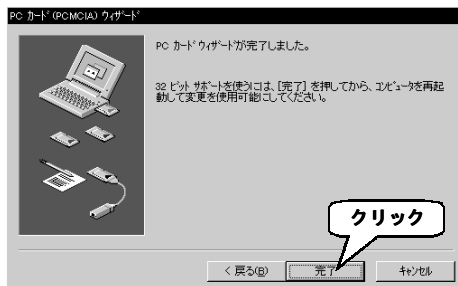 PC カード (PCMCIA) ウィザード
PC カード ウィザードが完了しました。
32 ビット サポートを使うには、[完了] を押してから、コンピュータを再起
動して変更を使用可能にしてください。
クリック
< 戻る(B)
完了
キャンセル